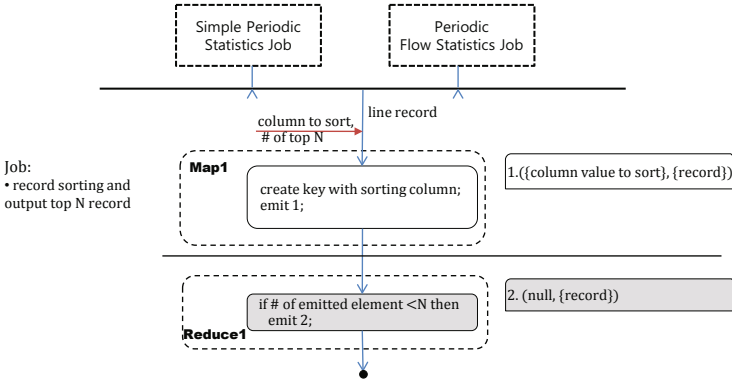 Simple Periodic
Statistics Job
Periodic
Flow Statistics Job
column to sort,
# of top N
line record
Job:
• record sorting and
output top N record
Map1
create key with sorting column;
emit 1;
1.({column value to sort}, {record})
if # of emitted element <N then
emit 2;
Reduce1
2. (null, {record})